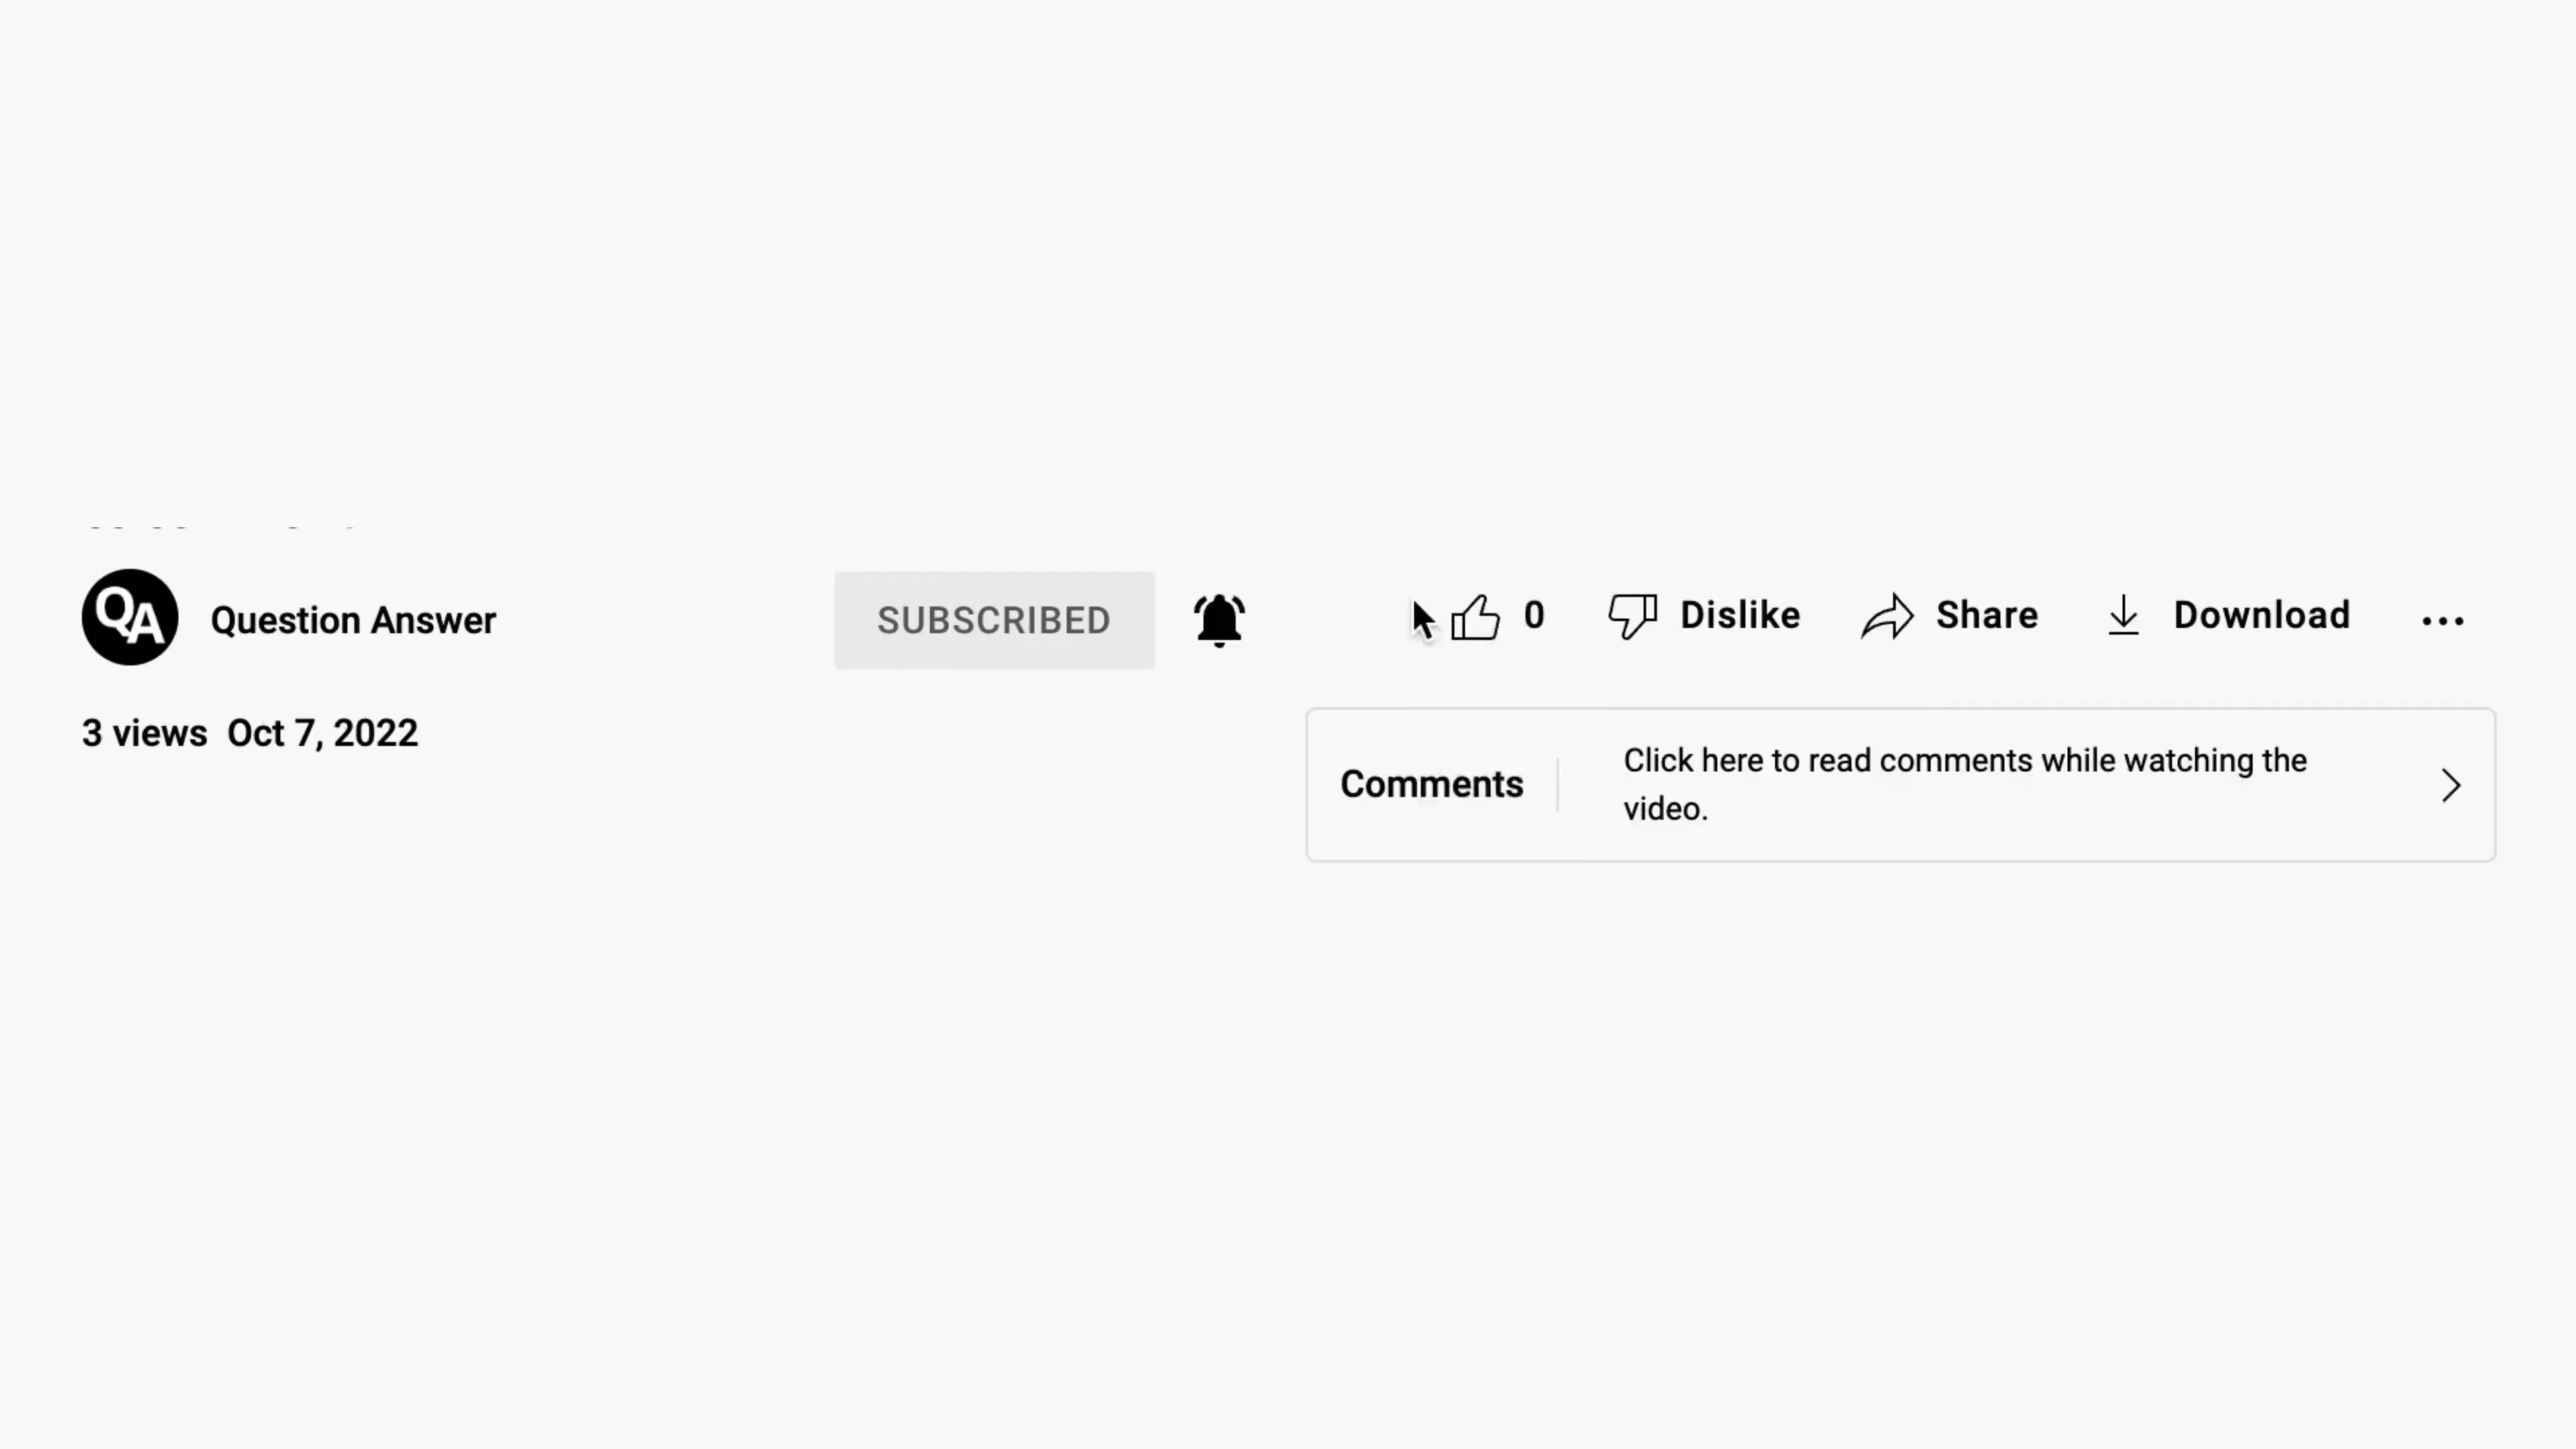 QA
Question Answer
SUBSCRIBED
0
Dislike
Share
Download
3 views Oct 7, 2022
Comments
Click here to read comments while watching the
video.